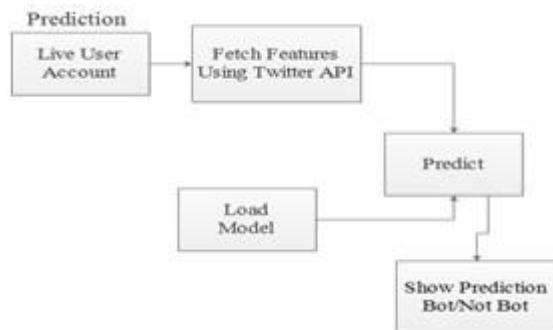 Prediction
Live User
Account
Fetch Features
Using Twitter API
Predict
Load
Model
Show Prediction
Bot/Not Bot